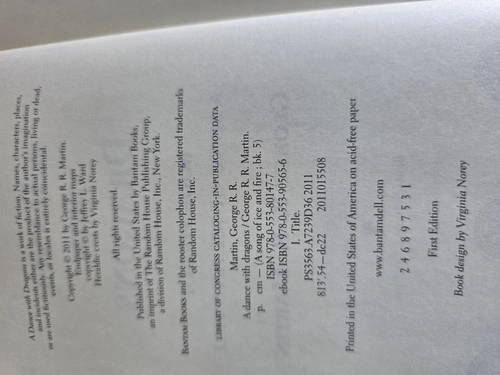 A Dance with Dragons is a work of fiction. Names, characters, places,
and incidents either are the product of the author's imagination
or are used fictitiously. Any resemblance to actual persons, living or dead,
events, or locales is entirely coincidental.
Copyright © 2011 by George R. R. Martin
Endpaper and interior maps
copyright © by Jeffrey L. Ward
Heraldic crests by Virginia Norey
All rights reserved.
Published in the United States by Bantam Books,
an imprint of The Random House Publishing Group,
a division of Random House, Inc., New York.
BANTAM BOOKS and the rooster colophon are registered trademarks
of Random House, Inc.
LIBRARY OF CONGRESS CATALOGING-IN-PUBLICATION DATA
Martin, George R. R.
A dance with dragons / George R. R. Martin.
p. cm — (A song of ice and fire ; bk. 5)
ISBN 978-0-553-80147-7
ebook ISBN 978-0-553-90565-6
I. Title.
PS3563.A7239D36 2011
813'.54—dc22 2011015508
Printed in the United States of America on acid-free paper
www.bantamdell.com
2 4 6 8 9 7 5 3 1
First Edition
Book design by Virginia Norey